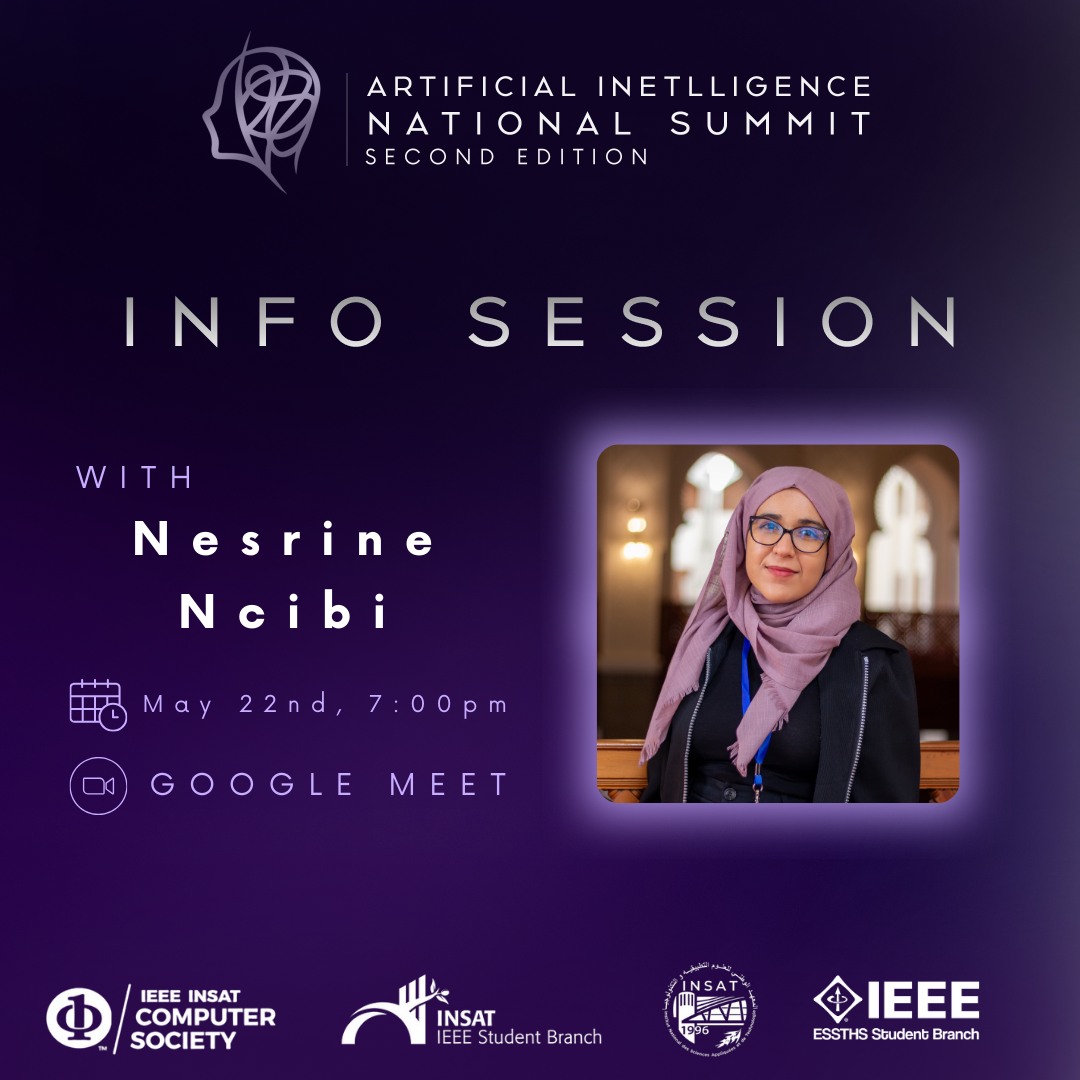 ARTIFICIAL INETLLIGENCE
NATIONAL SUMMIT
SECOND EDITION
INFO SESSION
WITH
Nesrine
Ncibi
May 22nd, 7:00pm
GOOGLE MEET
IEEE INSAT
COMPUTER
SOCIETY
TM
INSAT
IEEE Student Branch
INSAT
1996
IEEE
ESSTHS Student Branch